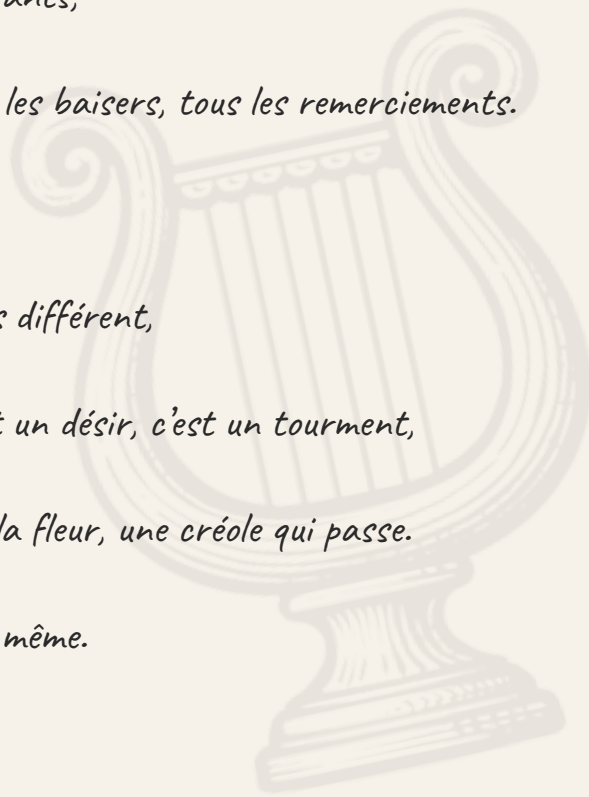 les baisers, tous les remerciements.
différent,
un désir, c’est un tourment,
la fleur, une créole qui passe.
même.